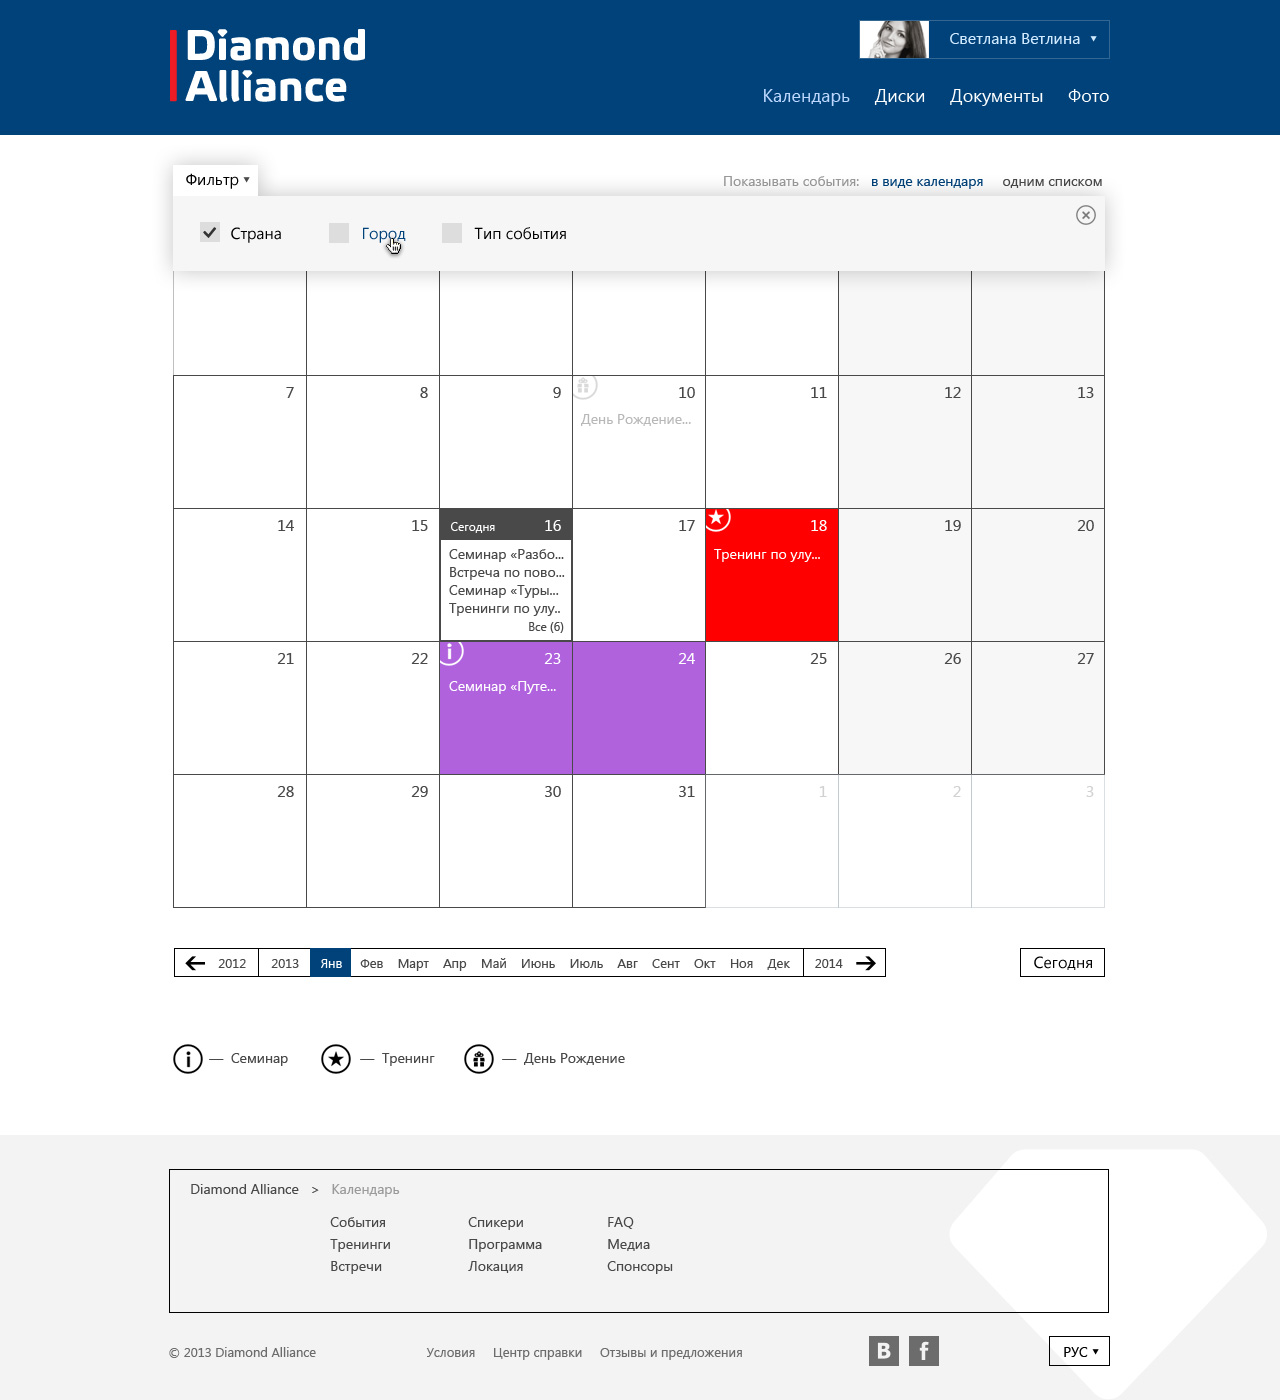 Diamond
Alliance
Светлана Ветлина
Календарь Диски Документы Фото
Фильтр
Показывать события: в виде календаря одним списком
Страна Город Тип события
7 8 9 10 11 12 13
День Рождение...
14 15 Сегодня 16 17 18 19 20
Семинар «Разбо...
Встреча по пово...
Семинар «Туры...
Тренинги по улу..
Все (6)
Тренинг по улу...
21 22 23 24 25 26 27
Семинар «Путе...
28 29 30 31 1 2 3
2012 2013 Янв Фев Март Апр Май Июнь Июль Авг Сент Окт Ноя Дек 2014
Сегодня
— Семинар — Тренинг — День Рождение
Diamond Alliance > Календарь
События Спикери FAQ
Тренинги Программа Медиа
Встречи Локация Спонсоры
© 2013 Diamond Alliance Условия Центр справки Отзывы и предложения B f РУС